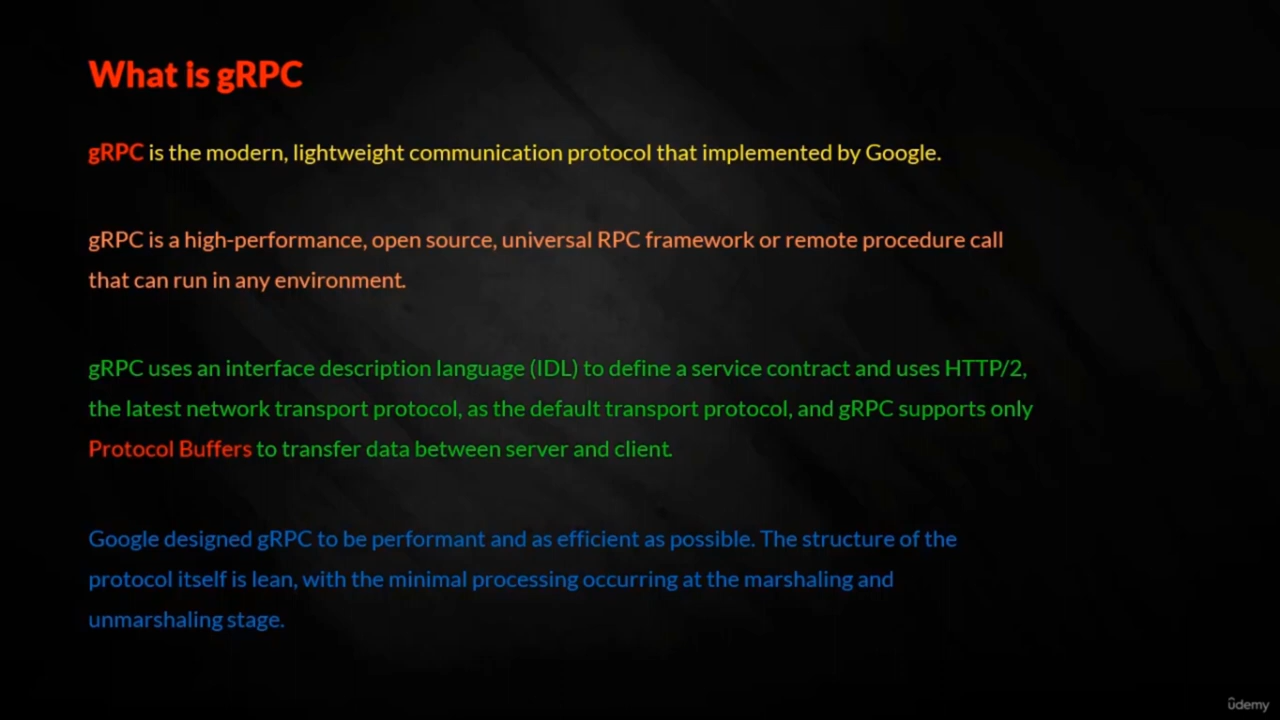 What is gRPC
gRPC is the modern, lightweight communication protocol that implemented by Google.
gRPC is a high-performance, open source, universal RPC framework or remote procedure call
that can run in any environment.
gRPC uses an interface description language (IDL) to define a service contract and uses HTTP/2,
the latest network transport protocol, as the default transport protocol, and gRPC supports only
Protocol Buffers to transfer data between server and client.
Google designed gRPC to be performant and as efficient as possible. The structure of the
protocol itself is lean, with the minimal processing occurring at the marshaling and
unmarshaling stage.
ûdemy